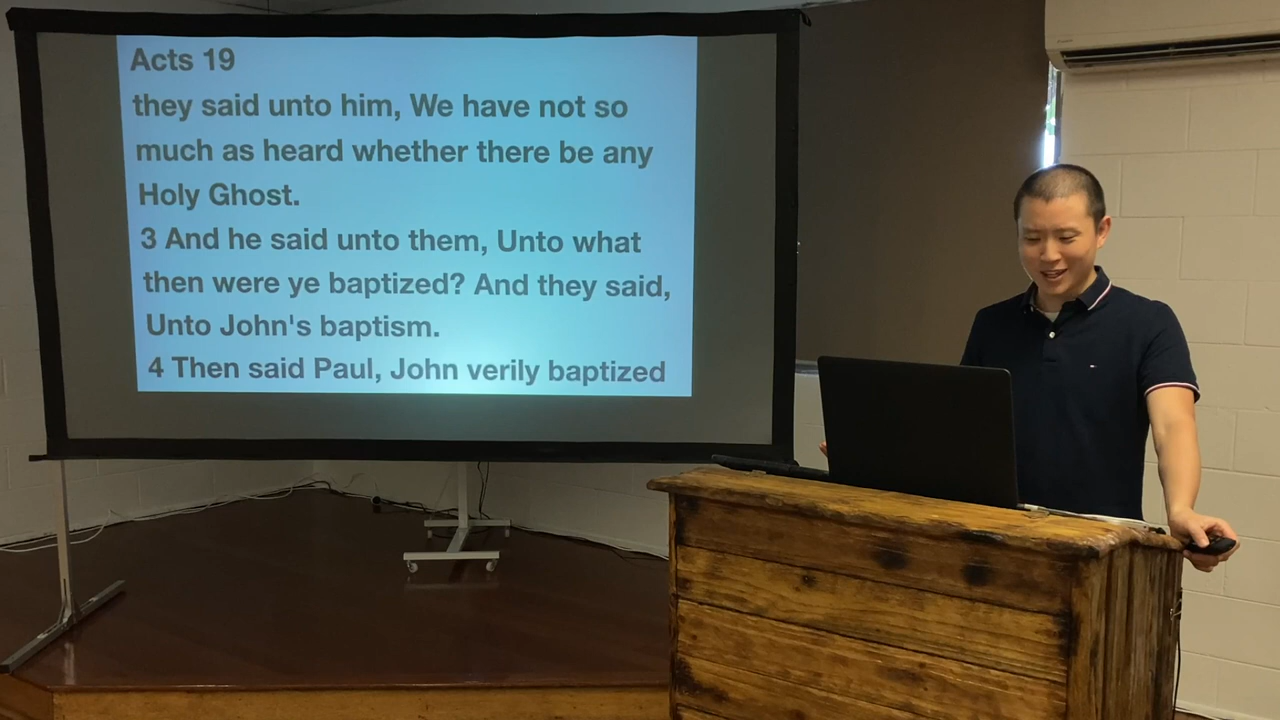 Acts 19
they said unto him, We have not so
much as heard whether there be any
Holy Ghost.
3 And he said unto them, Unto what
then were ye baptized? And they said,
Unto John's baptism.
4 Then said Paul, John verily baptized